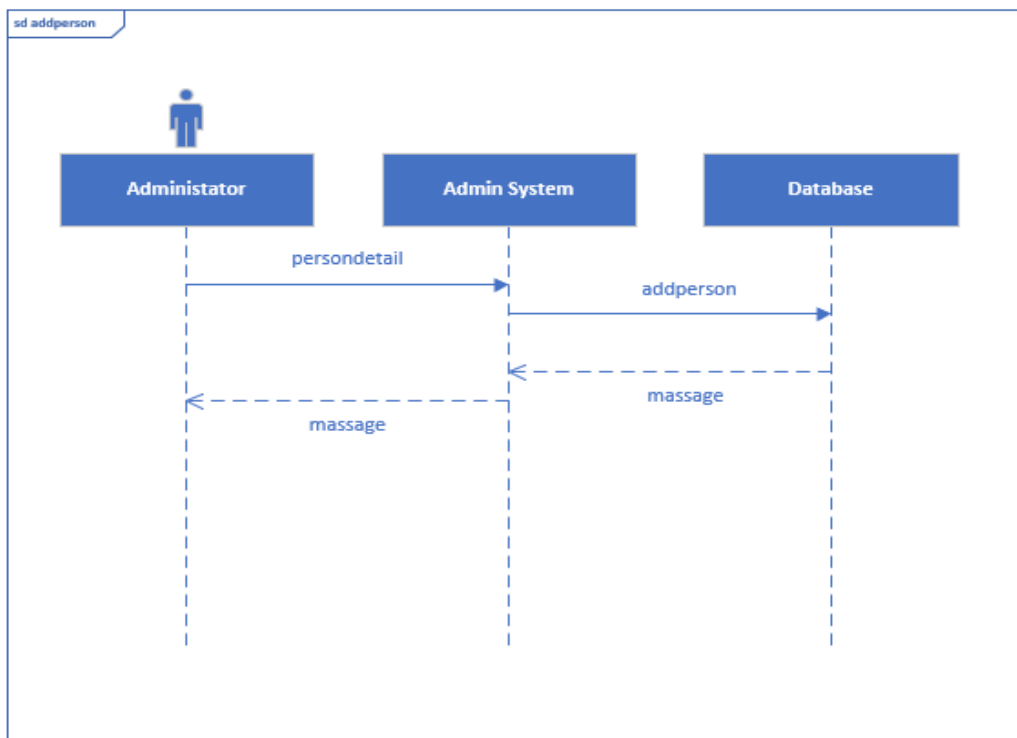 sd addperson
Administator
Admin System
Database
persondetail
addperson
massage
massage